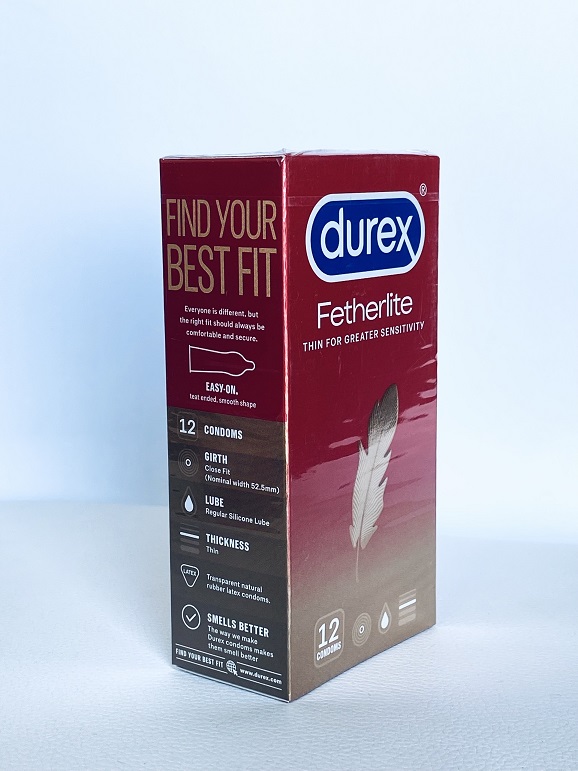 FIND YOUR
BEST FIT
Everyone is different, but
the right fit should always be
comfortable and secure.
EASY-ON,
teat ended, smooth shape
12 CONDOMS
GIRTH
Close Fit
(Nominal width 52.5mm)
LUBE
Regular Silicone Lube
THICKNESS
Thin
LATEX
Transparent natural
rubber latex condoms.
SMELLS BETTER
The way we make
Durex condoms makes
them smell better
FIND YOUR BEST FIT www.durex.com
durex®
Fetherlite
THIN FOR GREATER SENSITIVITY
12
CONDOMS